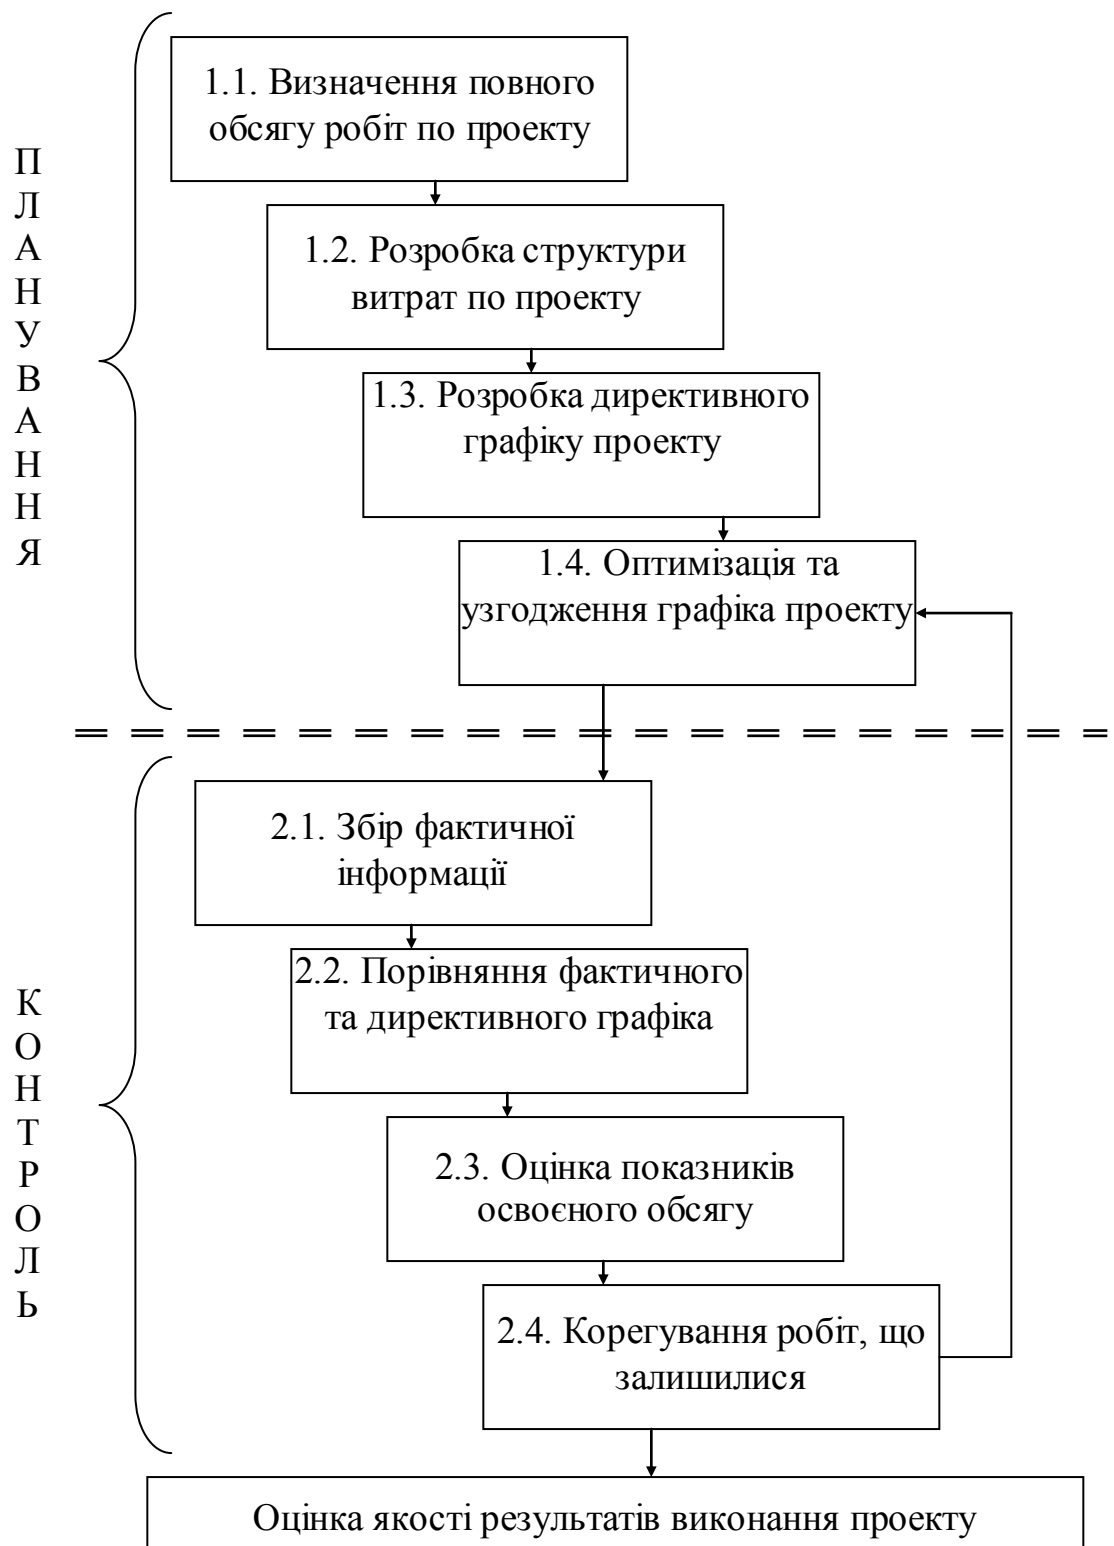 ПЛАНУВАННЯ
1.1. Визначення повного
обсягу робіт по проекту
1.2. Розробка структури
витрат по проекту
1.3. Розробка директивного
графіку проекту
1.4. Оптимізація та
узгодження графіка проекту
КОНТРОЛЬ
2.1. Збір фактичної
інформації
2.2. Порівняння фактичного
та директивного графіка
2.3. Оцінка показників
освоєного обсягу
2.4. Корегування робіт, що
залишилися
Оцінка якості результатів виконання проекту